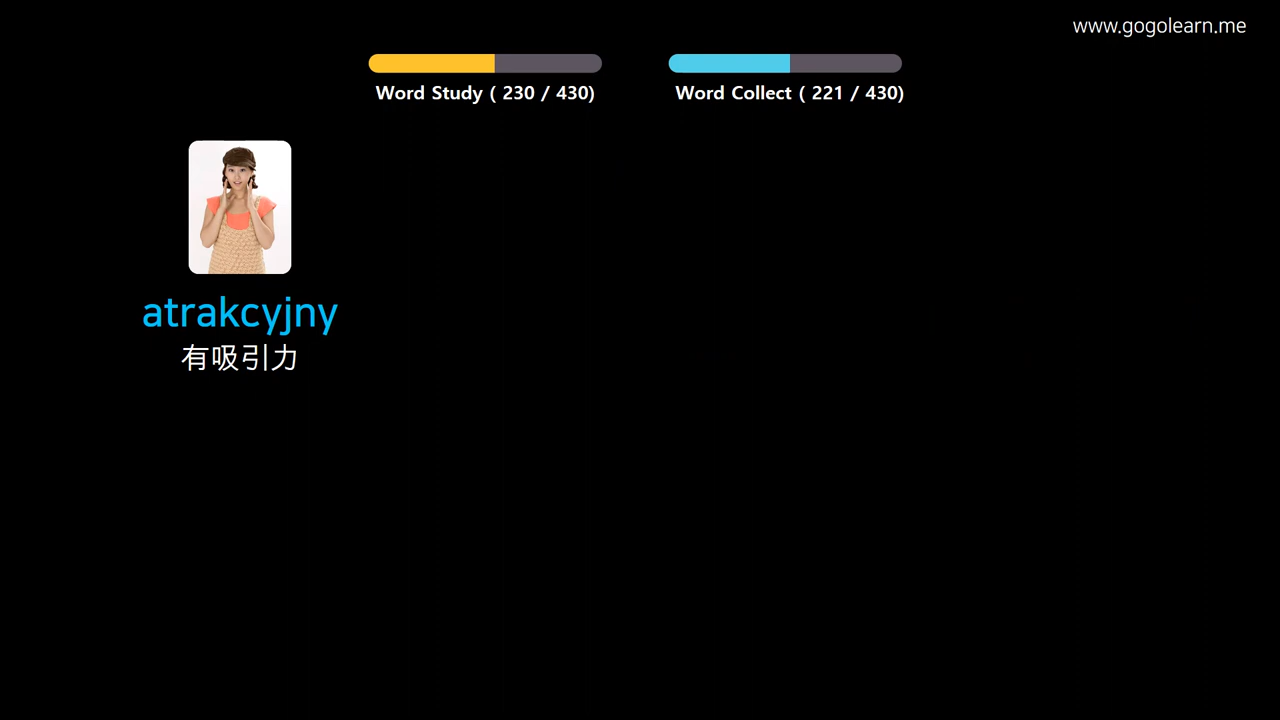 www.gogolearn.me
Word Study ( 230 / 430)
Word Collect ( 221 / 430)
atrakcyjny
有吸引力